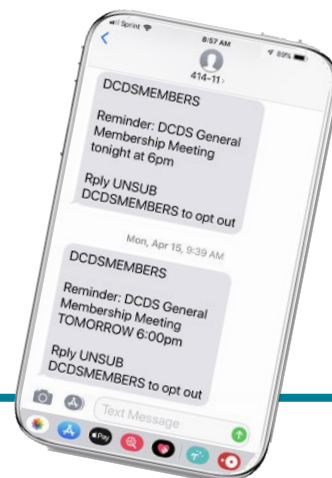 Sprint
8:57 AM
89%
414-11
DCDSMEMBERS
Reminder: DCDS General
Membership Meeting
tonight at 6pm
Rply UNSUB
DCDSMEMBERS to opt out
Mon, Apr 15, 9:39 AM
DCDSMEMBERS
Reminder: DCDS General
Membership Meeting
TOMORROW 6:00pm
Rply UNSUB
DCDSMEMBERS to opt out
Text Message
Pay